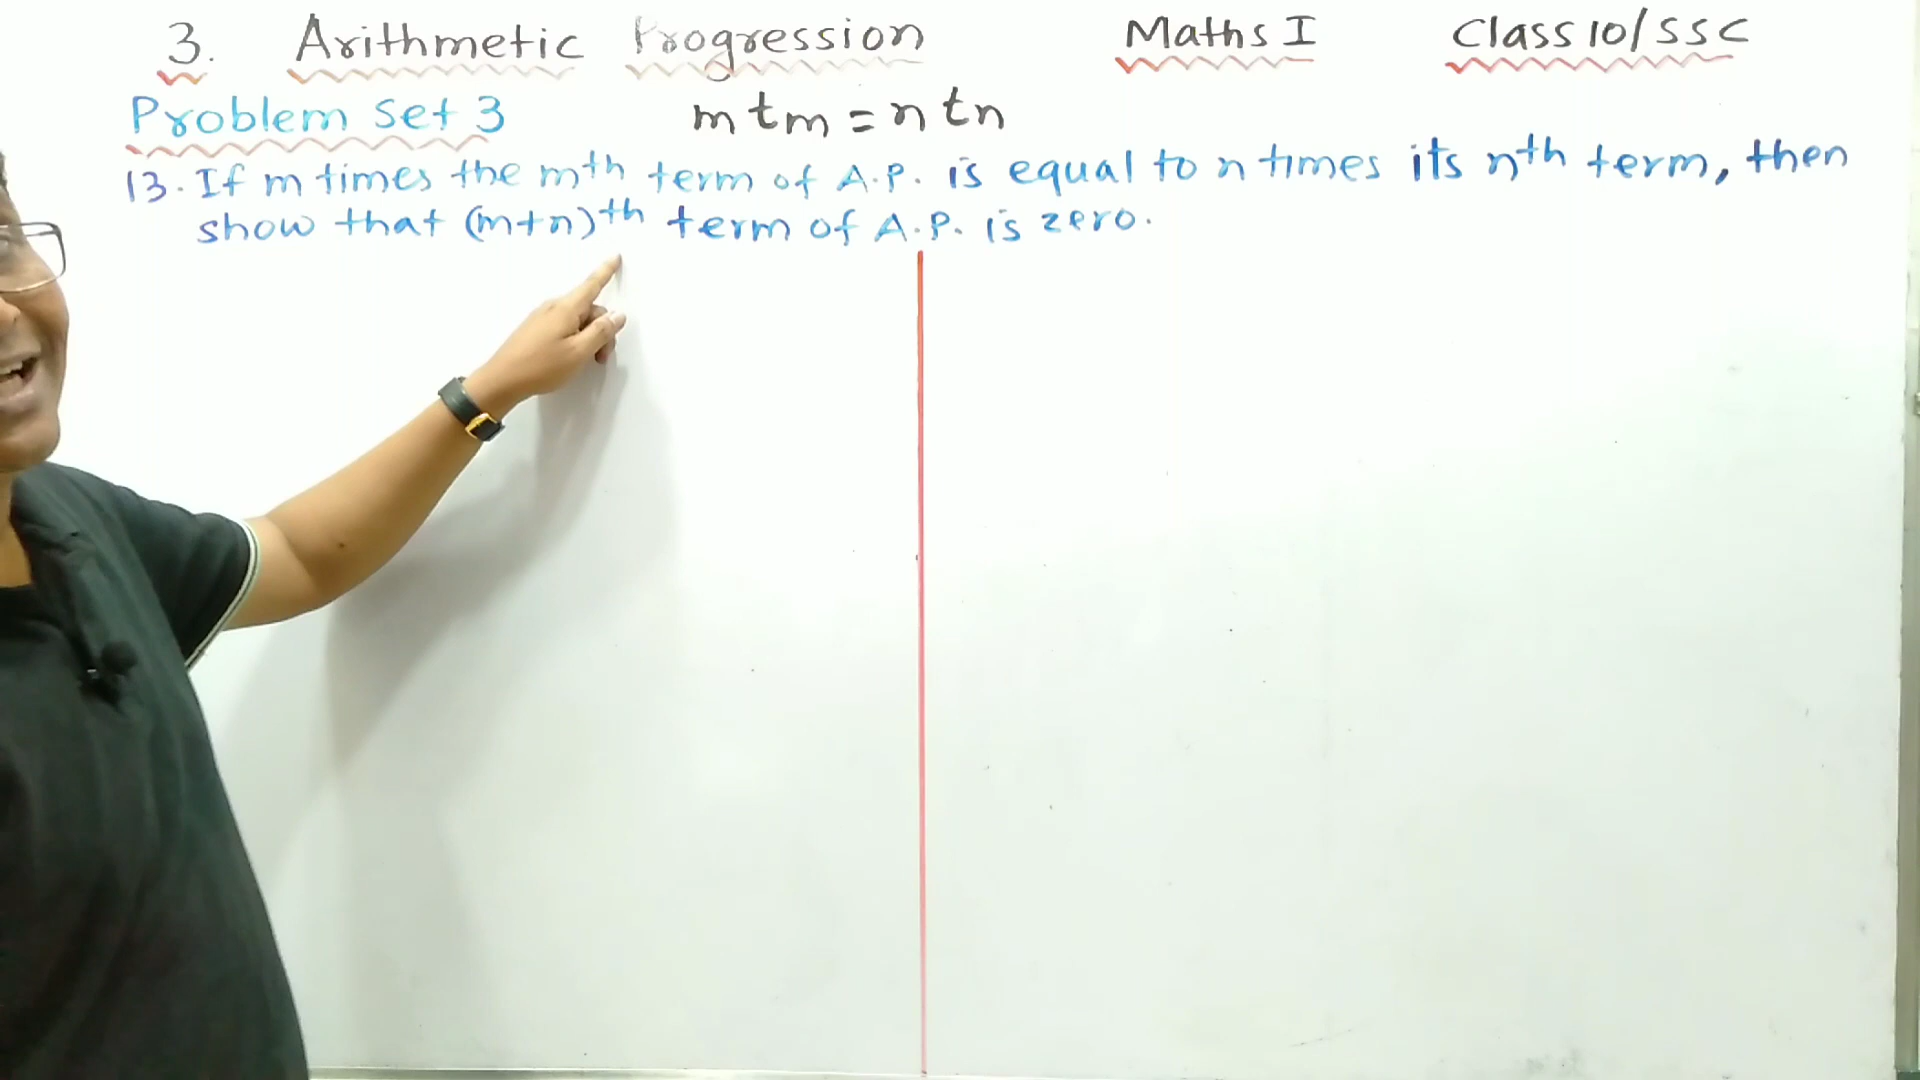 3. Arithmetic Progression Maths I Class 10/SSC
Problem Set 3 mtm = ntn
13. If m times the mth term of A.P. is equal to n times its nth term, then
show that (m+n)th term of A.P. is zero.